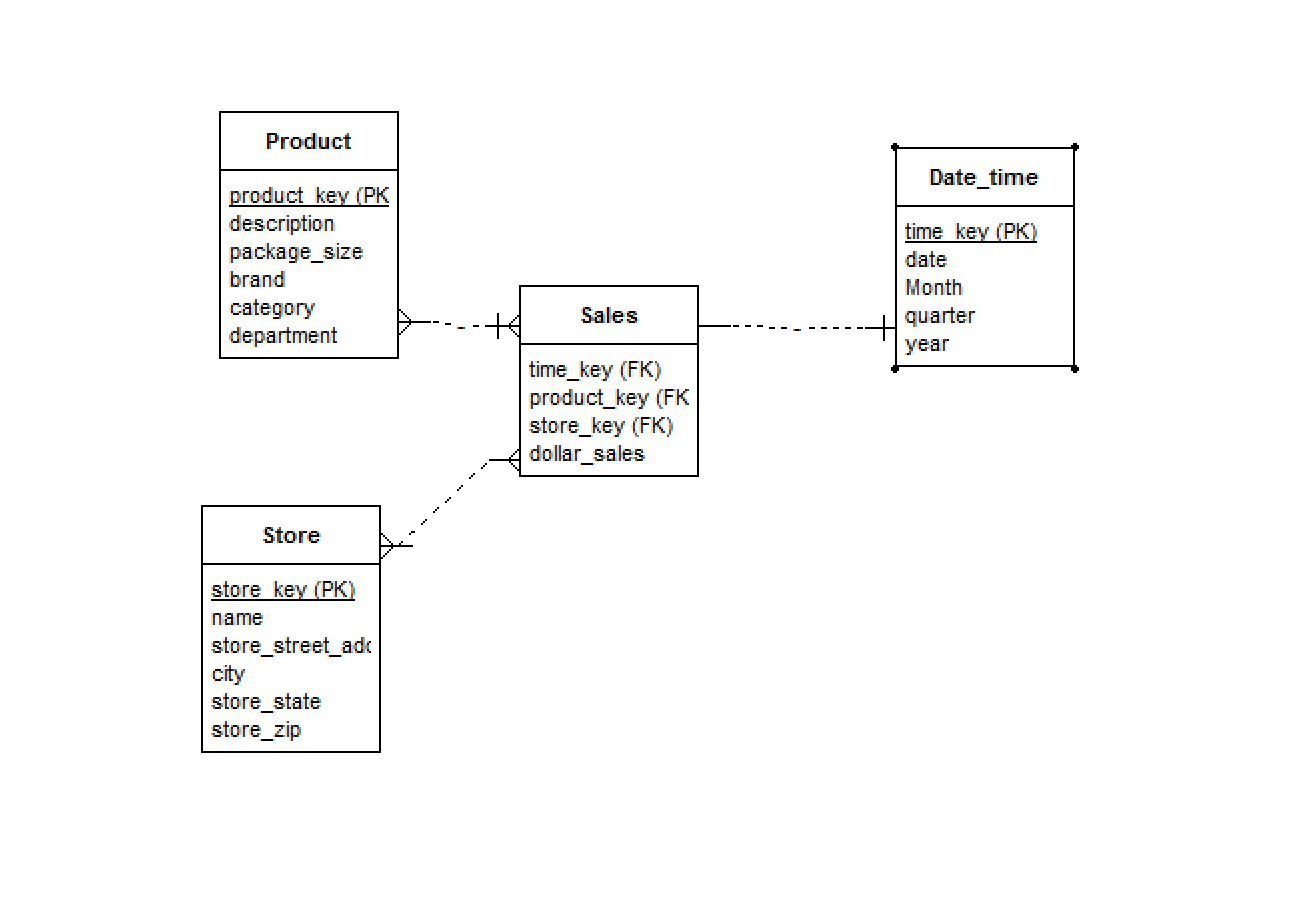 Product
product_key (PK
description
package_size
brand
category
department
Date_time
time_key (PK)
date
Month
quarter
year
Sales
time_key (FK)
product_key (FK
store_key (FK)
dollar_sales
Store
store_key (PK)
name
store_street_adc
city
store_state
store_zip